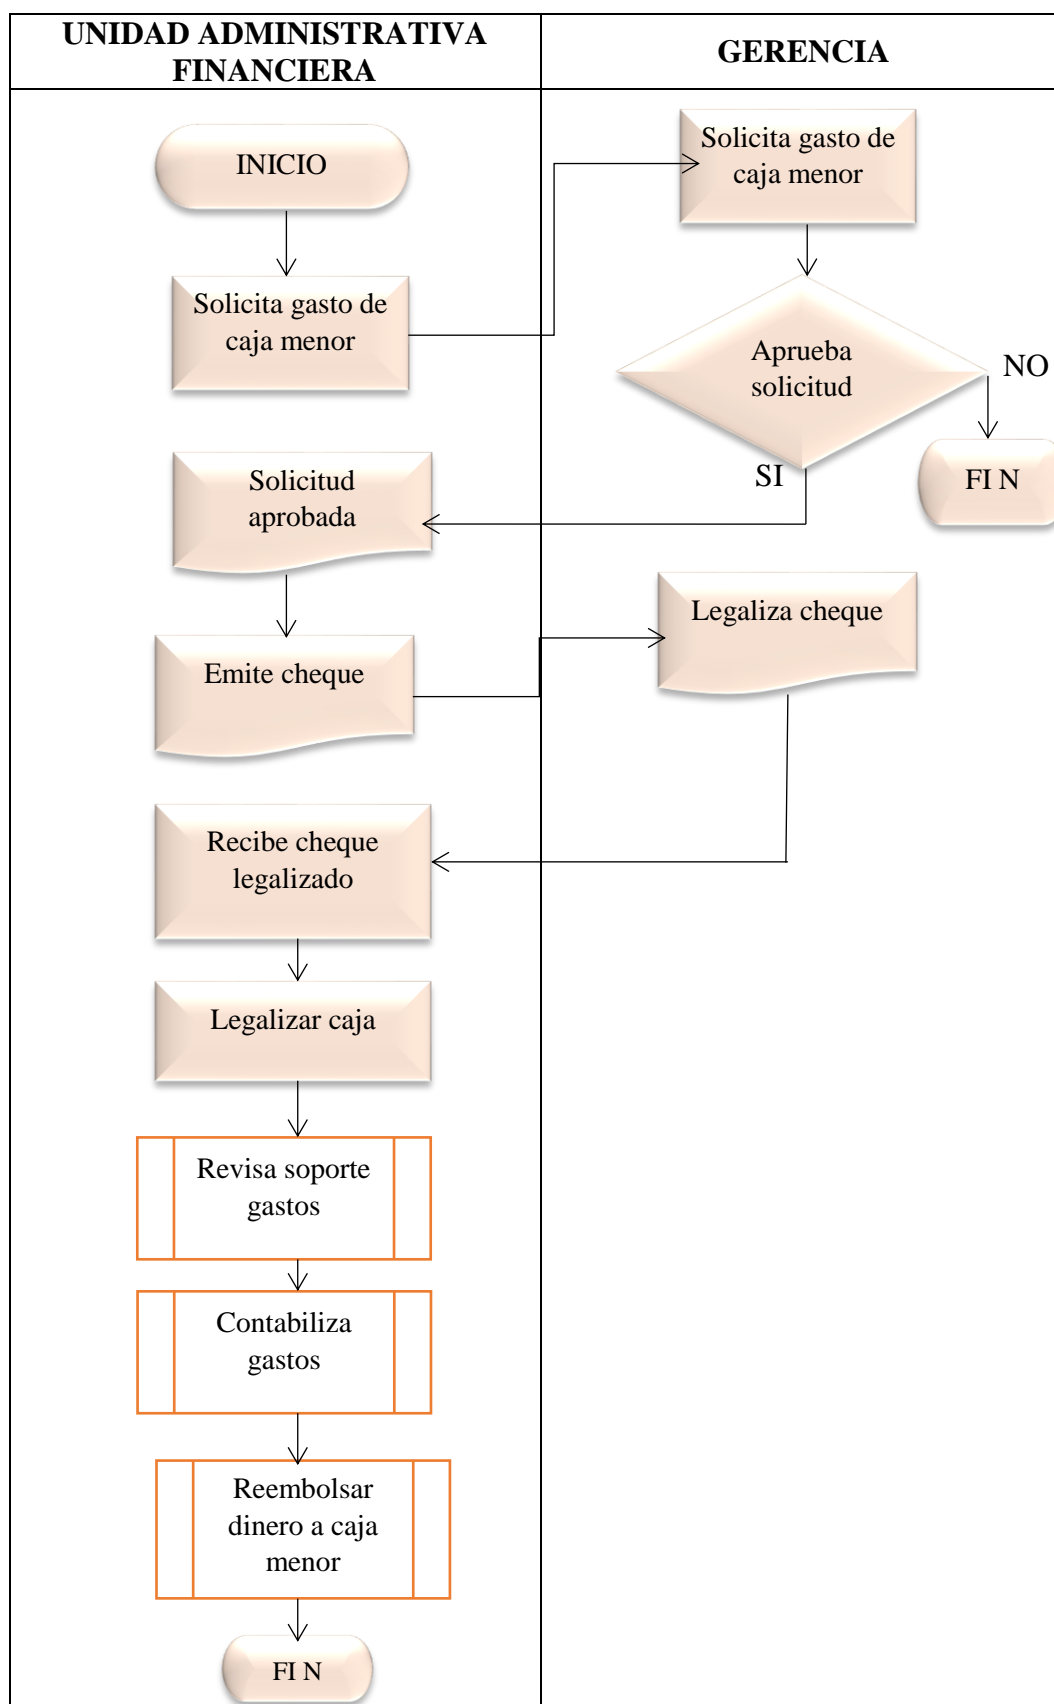 UNIDAD ADMINISTRATIVA
FINANCIERA
GERENCIA
INICIO
Solicita gasto de
caja menor
Solicita gasto de
caja menor
Aprueba
solicitud
NO
FI N
SI
Solicitud
aprobada
Emite cheque
Legaliza cheque
Recibe cheque
legalizado
Legalizar caja
Revisa soporte
gastos
Contabiliza
gastos
Reembolsar
dinero a caja
menor
FI N